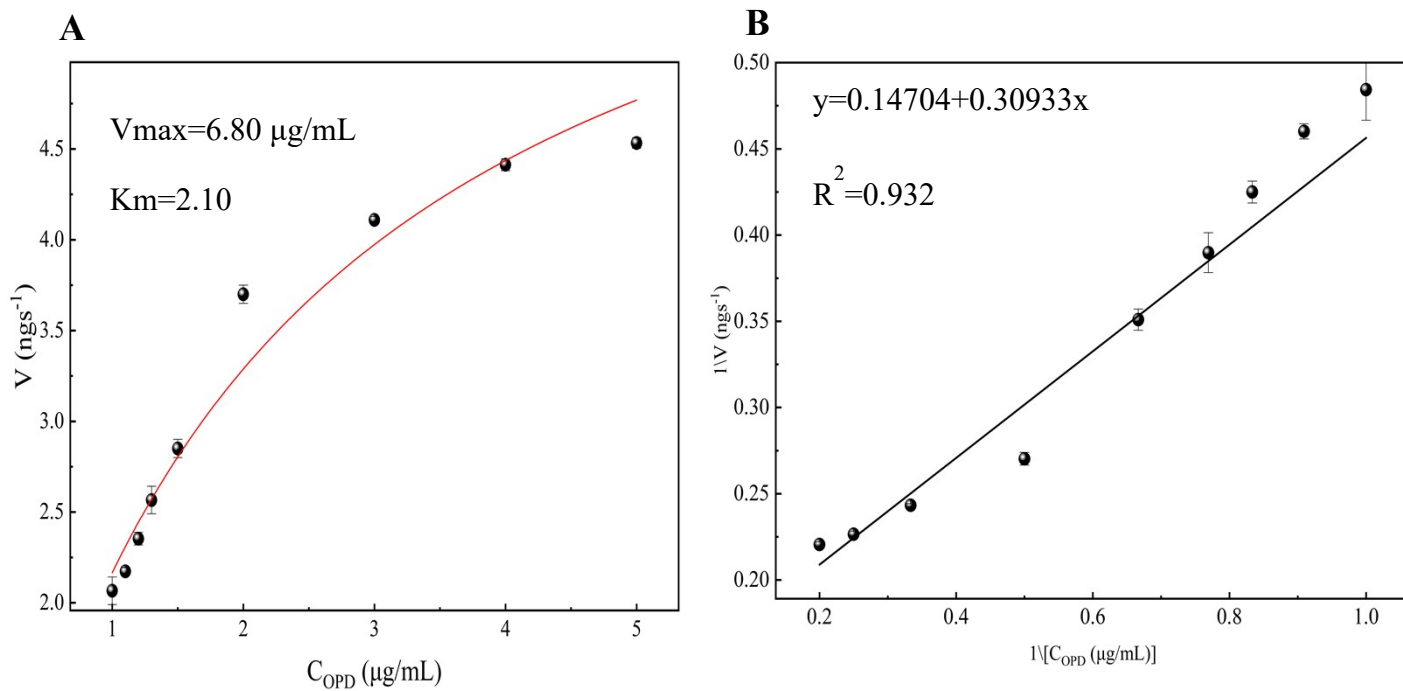 A
Vmax=6.80 μg/mL
Km=2.10
4.5
4.0
3.5
3.0
2.5
2.0
V (ngs⁻¹)
1 2 3 4 5
C_OPD (μg/mL)
B
y=0.14704+0.30933x
R²=0.932
0.50
0.45
0.40
0.35
0.30
0.25
0.20
1\V (ngs⁻¹)
0.2 0.4 0.6 0.8 1.0
1\[C_OPD (μg/mL)]